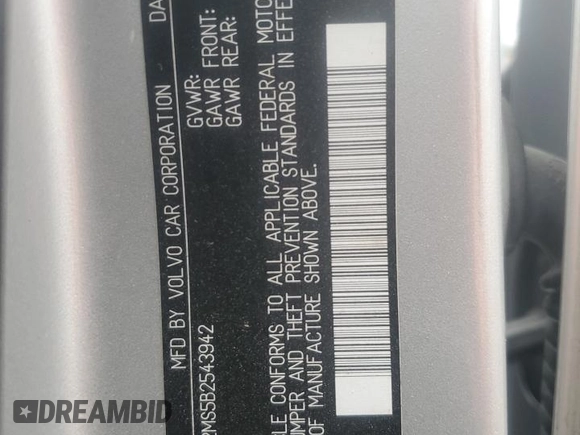 MFD BY VOLVO CAR CORPORATION DA
GVWR:
GAWR FRONT:
GAWR REAR:
MS5B2543942
LE CONFORMS TO ALL APPLICABLE FEDERAL MOTO
UMPER AND THEFT PREVENTION STANDARDS IN EFFE
OF MANUFACTURE SHOWN ABOVE.
DREAMBID